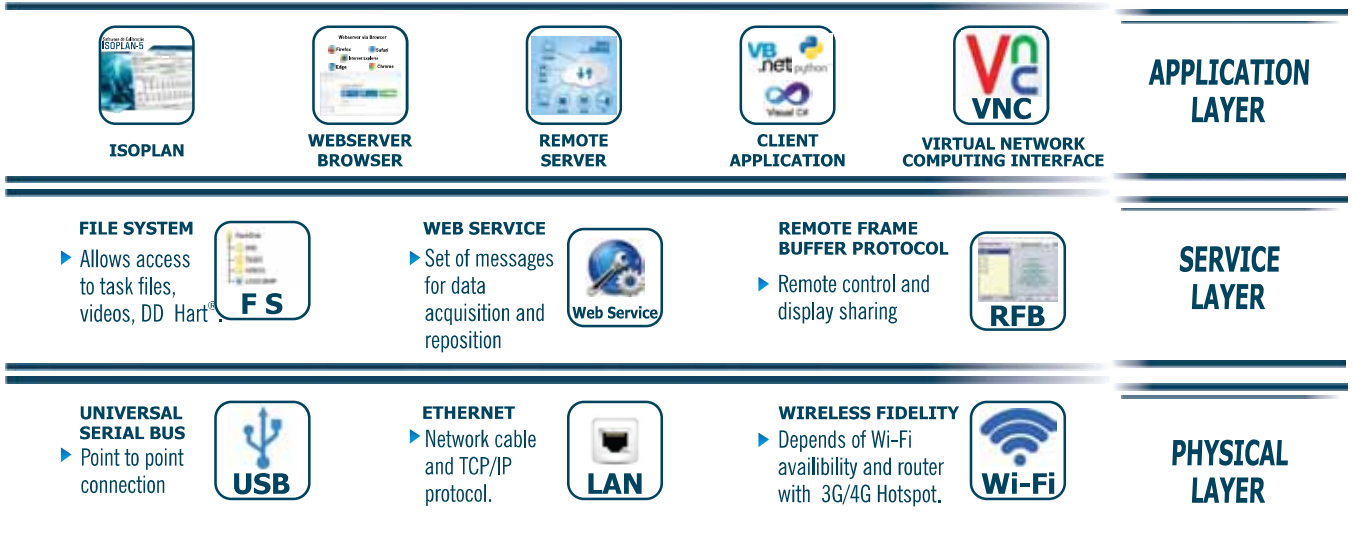 Software de Calibração
ISOPLAN-5
ISOPLAN
Webserver via Browser
Firefox
Safari
Internet Explorer
Edge
Chrome
WEBSERVER
BROWSER
REMOTE
SERVER
VB
.net
python
Visual C#
CLIENT
APPLICATION
VNC
VNC
VIRTUAL NETWORK
COMPUTING INTERFACE
APPLICATION
LAYER
FILE SYSTEM
Allows access
to task files,
videos, DD Hart®.
F S
WEB SERVICE
Set of messages
for data
acquisition and
reposition
Web Service
REMOTE FRAME
BUFFER PROTOCOL
Remote control and
display sharing
RFB
SERVICE
LAYER
UNIVERSAL
SERIAL BUS
Point to point
connection
USB
ETHERNET
Network cable
and TCP/IP
protocol.
LAN
WIRELESS FIDELITY
Depends of Wi-Fi
availibility and router
with 3G/4G Hotspot.
Wi-Fi
PHYSICAL
LAYER